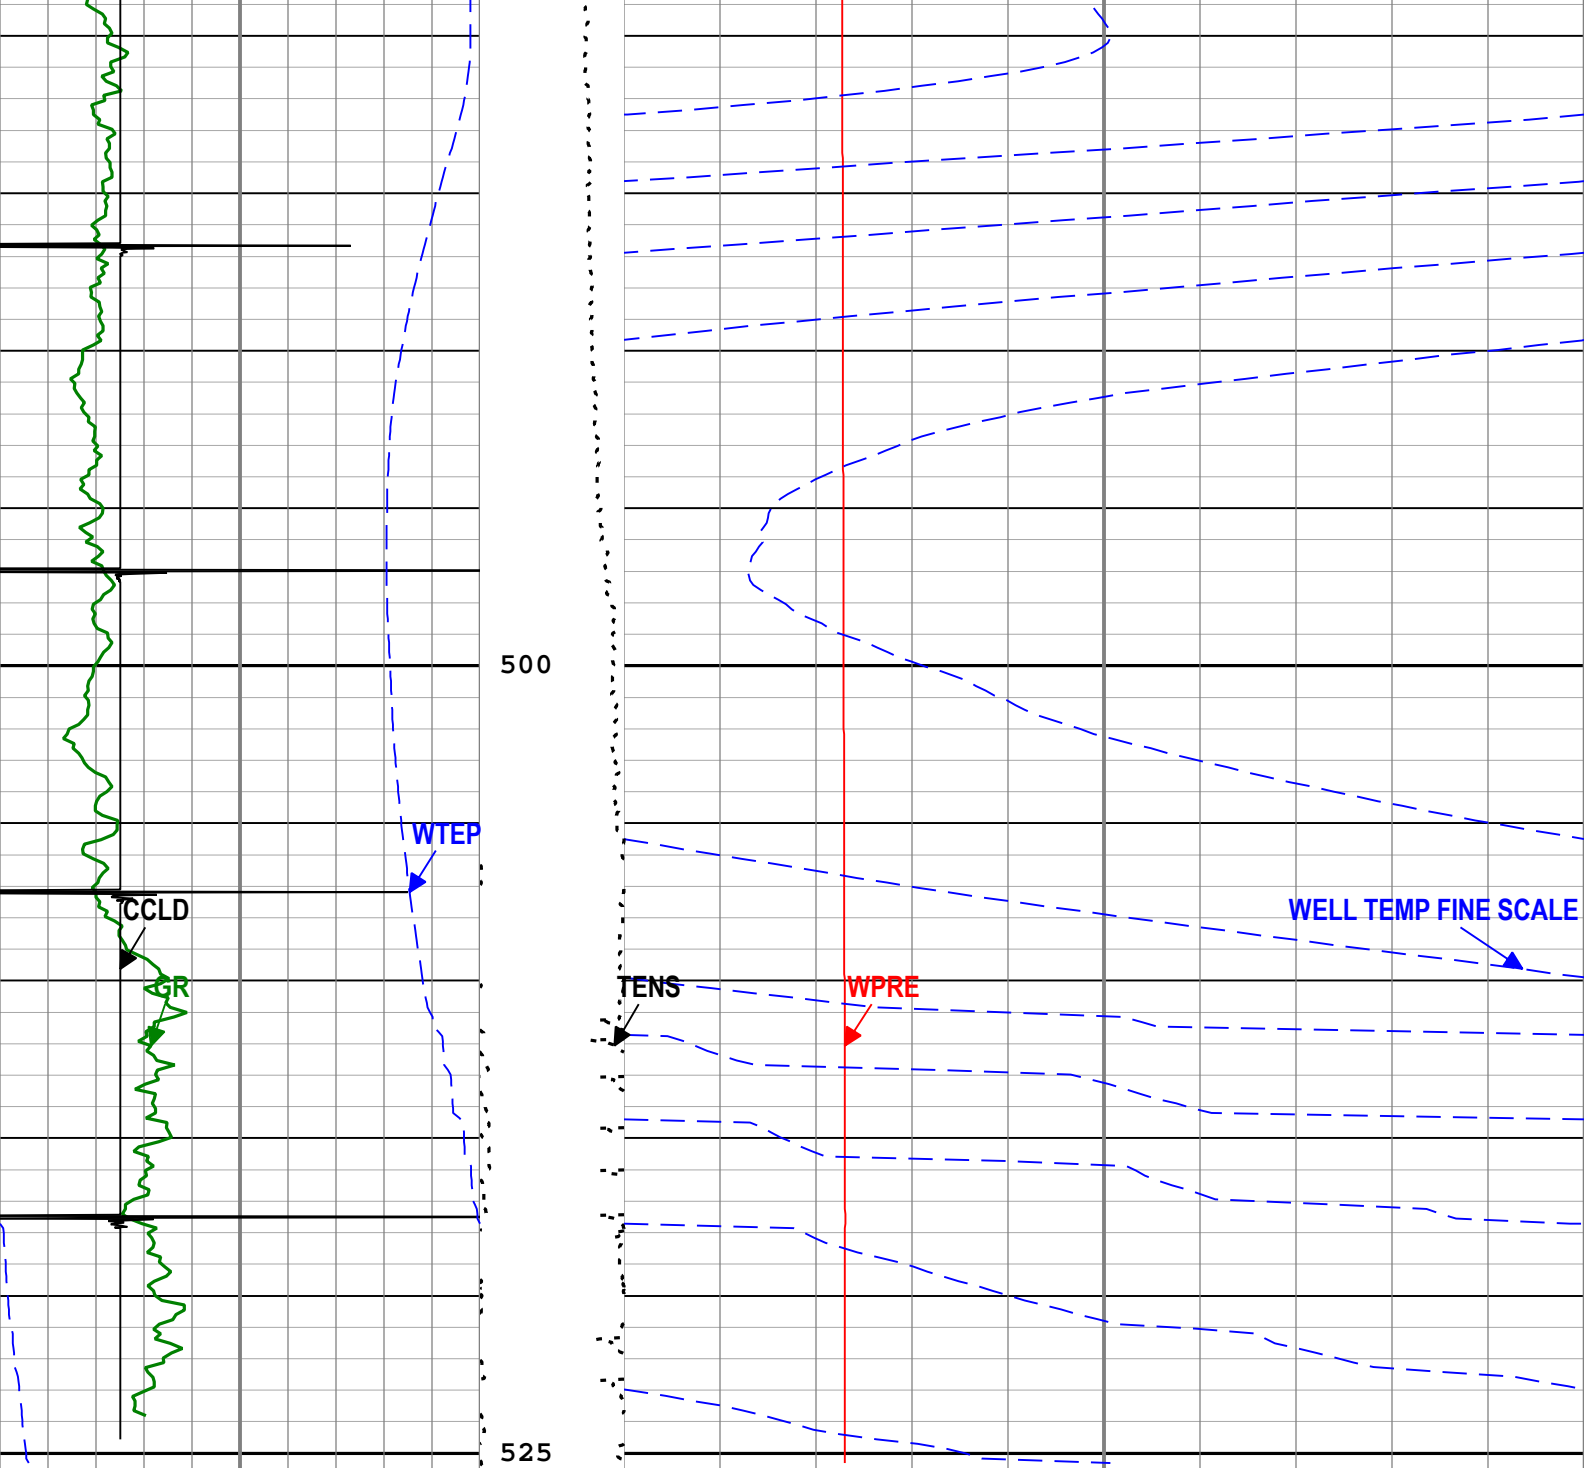 500
WTEP
CCLD
WELL TEMP FINE SCALE
GR
TENS
WPRE
525